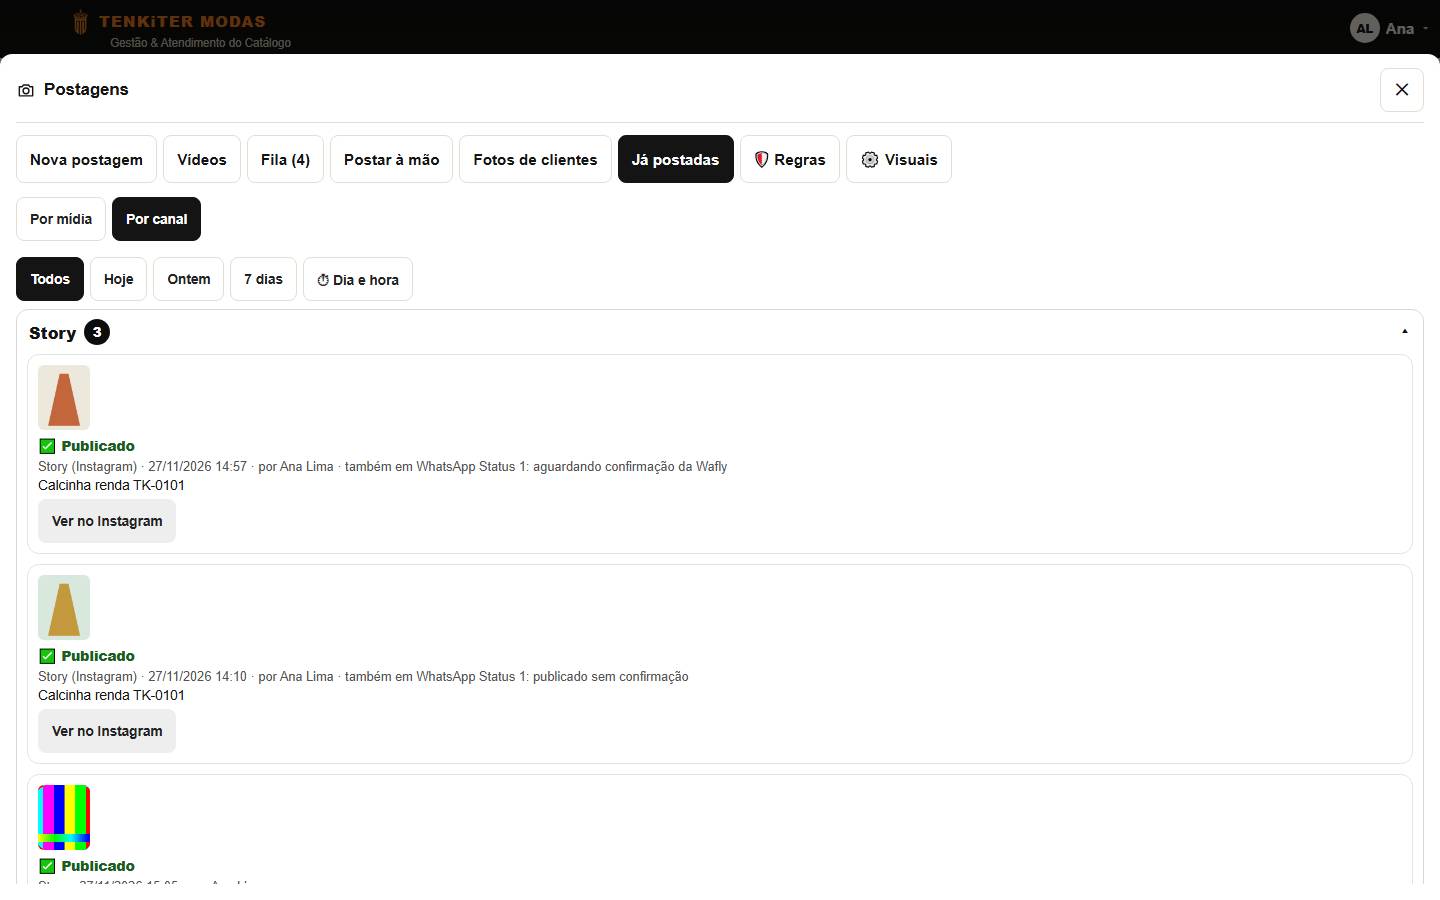 TENKiTER MODAS
Gestão & Atendimento do Catálogo
AL Ana
Postagens
Nova postagem Vídeos Fila (4) Postar à mão Fotos de clientes Já postadas Regras Visuais
Por mídia Por canal
Todos Hoje Ontem 7 dias Dia e hora
Story 3
Publicado
Story (Instagram) · 27/11/2026 14:57 · por Ana Lima · também em WhatsApp Status 1: aguardando confirmação da Wafly
Calcinha renda TK-0101
Ver no Instagram
Publicado
Story (Instagram) · 27/11/2026 14:10 · por Ana Lima · também em WhatsApp Status 1: publicado sem confirmação
Calcinha renda TK-0101
Ver no Instagram
Publicado